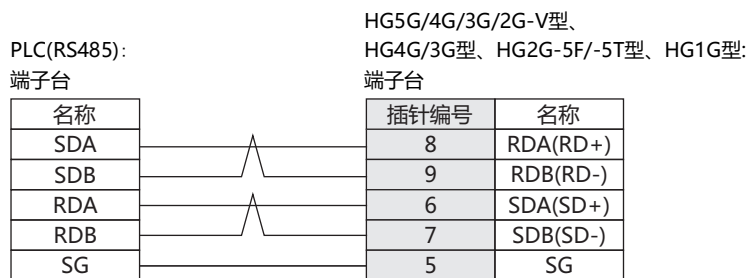 HG5G/4G/3G/2G-V型、
PLC(RS485):
HG4G/3G型、HG2G-5F/-5T型、HG1G型:
端子台
端子台
名称
插针编号
名称
SDA
8
RDA(RD+)
SDB
9
RDB(RD-)
RDA
6
SDA(SD+)
RDB
7
SDB(SD-)
SG
5
SG